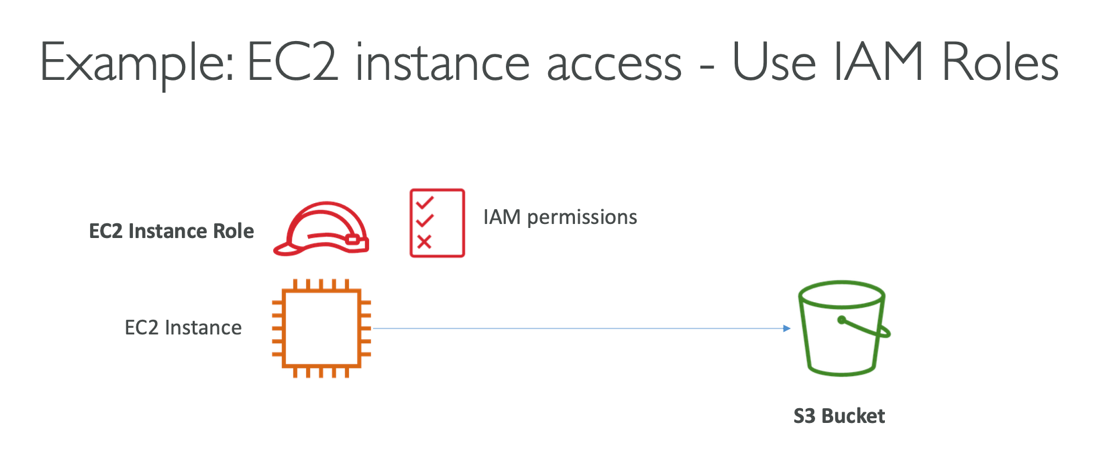 Example: EC2 instance access - Use IAM Roles
EC2 Instance Role
IAM permissions
EC2 Instance
S3 Bucket